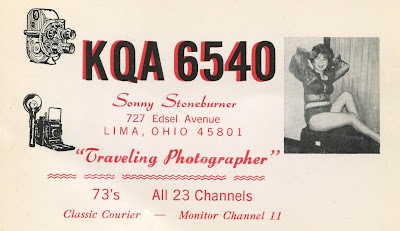 KQA 6540
Sonny Stoneburner
727 Edsel Avenue
LIMA, OHIO 45801
"Traveling Photographer"
73's All 23 Channels
Classic Courier — Monitor Channel 11